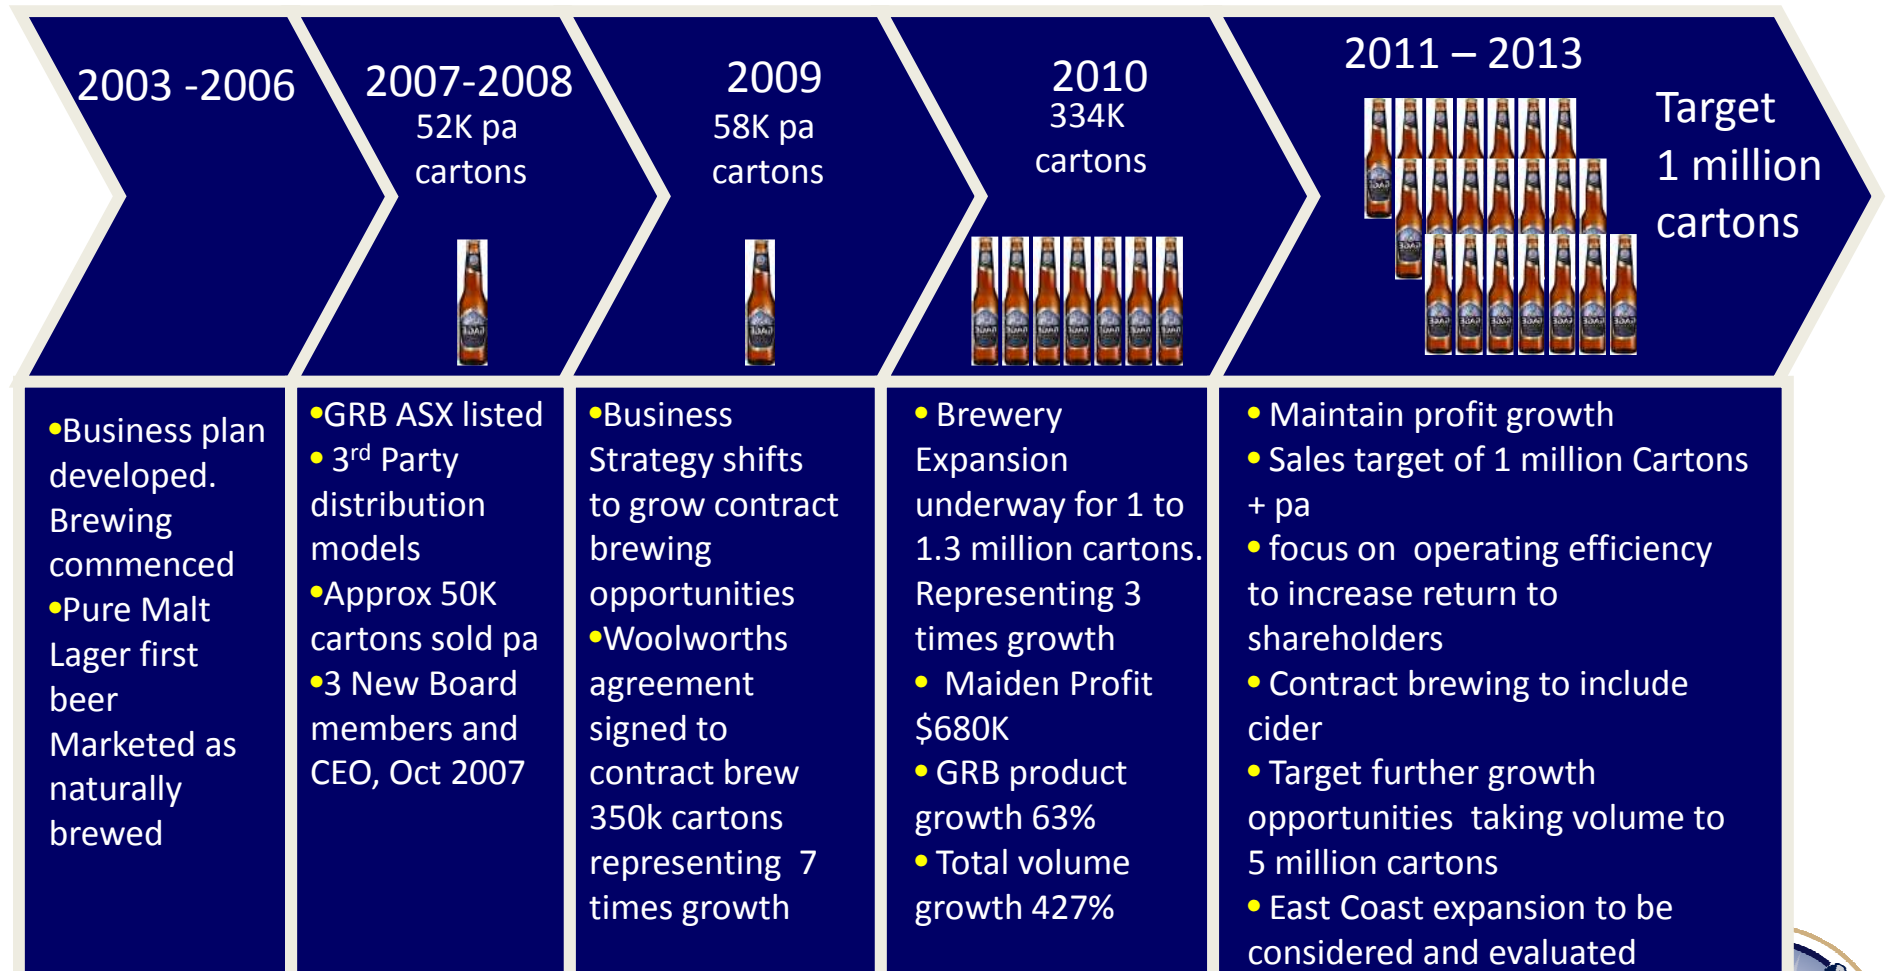 2003 -2006
2007-2008
52K pa
cartons
2009
58K pa
cartons
2010
334K
cartons
2011 – 2013
Target
1 million
cartons
•Business plan
developed.
Brewing
commenced
•Pure Malt
Lager first
beer
Marketed as
naturally
brewed
•GRB ASX listed
• 3rd Party
distribution
models
•Approx 50K
cartons sold pa
•3 New Board
members and
CEO, Oct 2007
•Business
Strategy shifts
to grow contract
brewing
opportunities
•Woolworths
agreement
signed to
contract brew
350k cartons
representing 7
times growth
• Brewery
Expansion
underway for 1 to
1.3 million cartons.
Representing 3
times growth
• Maiden Profit
$680K
• GRB product
growth 63%
• Total volume
growth 427%
• Maintain profit growth
• Sales target of 1 million Cartons
+ pa
• focus on operating efficiency
to increase return to
shareholders
• Contract brewing to include
cider
• Target further growth
opportunities taking volume to
5 million cartons
• East Coast expansion to be
considered and evaluated